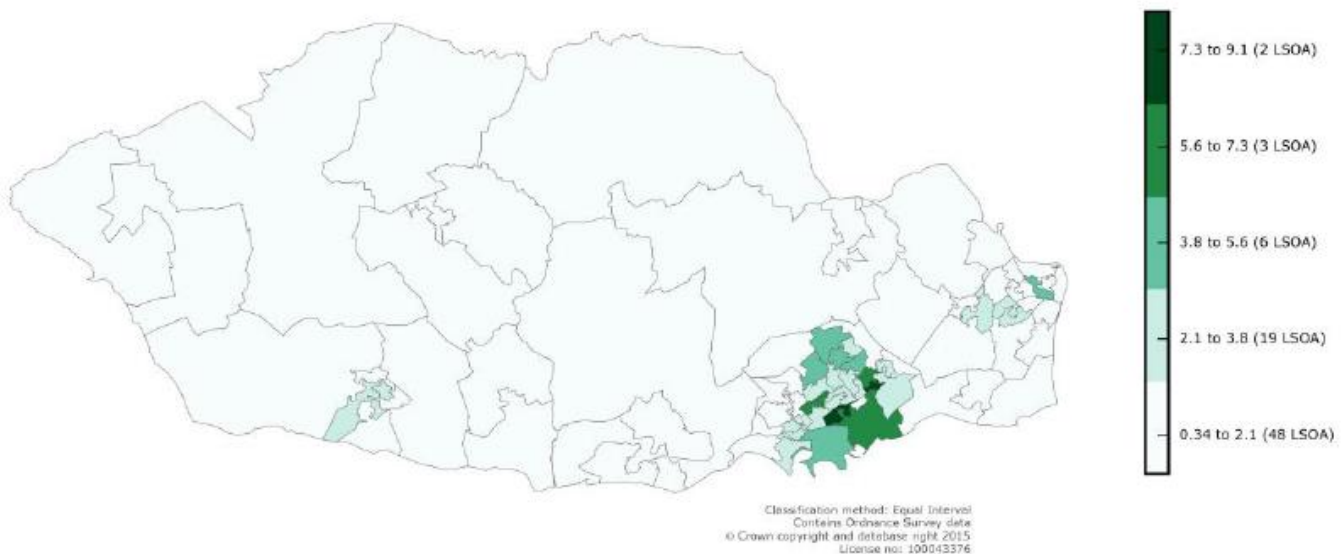 7.3 to 9.1 (2 LSOA)
5.6 to 7.3 (3 LSOA)
3.8 to 5.6 (6 LSOA)
2.1 to 3.8 (19 LSOA)
0.34 to 2.1 (48 LSOA)
Classification method: Equal Interval
Contains Ordnance Survey data
© Crown copyright and database right 2015
License no: 100043376